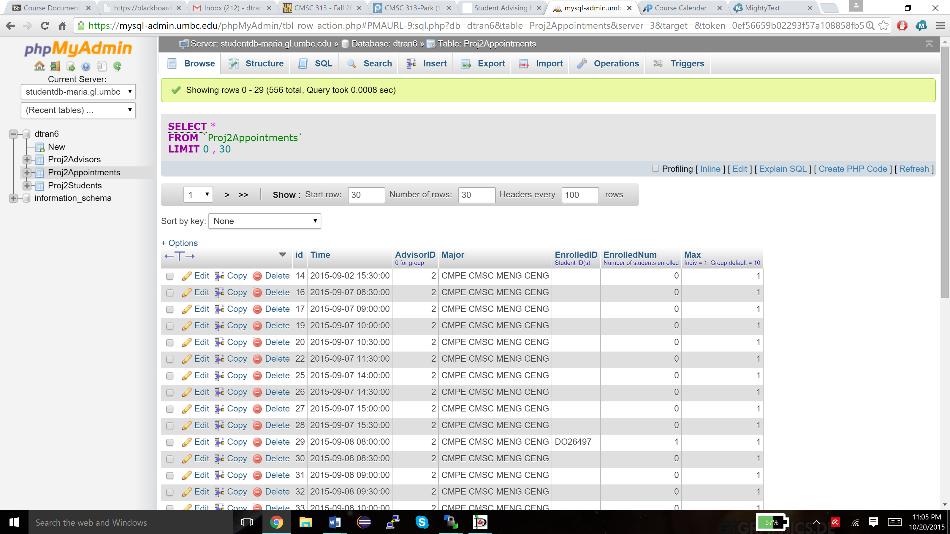 Course Documen
https://blackboard
Inbox (212) - dtran
CMSC 313 - Fall 2
CMSC 313-Park (1
Student Advising
mysql-admin.umb
Course Calendar
MightyText
https://mysql-admin.umbc.edu/phpMyAdmin/tbl_row_action.php#PMAURL-9:sql.php?db=dtran6&table=Proj2Appointments&server=3&target=&token=0ef56659b02293f57a108858fo5
phpMyAdmin
Current Server:
studentdb-maria.gl.umbc
(Recent tables) ...
dtran6
New
Proj2Advisors
Proj2Appointments
Proj2Students
information_schema
Server: studentdb-maria.gl.umbc.edu » Database: dtran6 » Table: Proj2Appointments
Browse Structure SQL Search Insert Export Import Operations Triggers
Showing rows 0 - 29 (556 total, Query took 0.0008 sec)
SELECT *
FROM `Proj2Appointments`
LIMIT 0 , 30
Profiling [ Inline ] [ Edit ] [ Explain SQL ] [ Create PHP Code ] [ Refresh ]
1 > >> Show : Start row: 30 Number of rows: 30 Headers every 100 rows
Sort by key: None
+ Options
←T→ id Time AdvisorID Major EnrolledID EnrolledNum Max
0 for group Student ID(s) Number of students enrolled Indiv = 1 Group default = 10
Edit Copy Delete 14 2015-09-02 15:30:00 2 CMPE CMSC MENG CENG 0 1
Edit Copy Delete 16 2015-09-07 08:30:00 2 CMPE CMSC MENG CENG 0 1
Edit Copy Delete 17 2015-09-07 09:00:00 2 CMPE CMSC MENG CENG 0 1
Edit Copy Delete 19 2015-09-07 10:00:00 2 CMPE CMSC MENG CENG 0 1
Edit Copy Delete 20 2015-09-07 10:30:00 2 CMPE CMSC MENG CENG 0 1
Edit Copy Delete 22 2015-09-07 11:30:00 2 CMPE CMSC MENG CENG 0 1
Edit Copy Delete 25 2015-09-07 14:00:00 2 CMPE CMSC MENG CENG 0 1
Edit Copy Delete 26 2015-09-07 14:30:00 2 CMPE CMSC MENG CENG 0 1
Edit Copy Delete 27 2015-09-07 15:00:00 2 CMPE CMSC MENG CENG 0 1
Edit Copy Delete 28 2015-09-07 15:30:00 2 CMPE CMSC MENG CENG 0 1
Edit Copy Delete 29 2015-09-08 08:00:00 2 CMPE CMSC MENG CENG DO26497 1 1
Edit Copy Delete 30 2015-09-08 08:30:00 2 CMPE CMSC MENG CENG 0 1
Edit Copy Delete 31 2015-09-08 09:00:00 2 CMPE CMSC MENG CENG 0 1
Edit Copy Delete 32 2015-09-08 09:30:00 2 CMPE CMSC MENG CENG 0 1
Edit Copy Delete 33 2015-09-08 10:00:00 2 CMPE CMSC MENG CENG 0 1
Search the web and Windows
57%
11:05 PM
10/20/2015